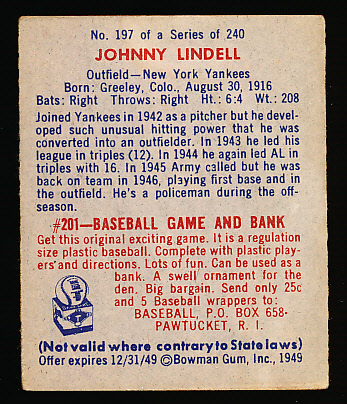 No. 197 of a Series of 240
JOHNNY LINDELL
Outfield—New York Yankees
Born: Greeley, Colo., August 30, 1916
Bats: Right Throws: Right Ht.: 6:4 Wt.: 208
Joined Yankees in 1942 as a pitcher but he devel-
oped such unusual hitting power that he was
converted into an outfielder. In 1943 he led his
league in triples (12). In 1944 he again led AL in
triples with 16. In 1945 Army called but he was
back on team in 1946, playing first base and in
the outfield. He's a policeman during the off-
season.
#201—BASEBALL GAME AND BANK
Get this original exciting game. It is a regulation
size plastic baseball. Complete with plastic play-
ers and directions. Lots of fun. Can be used as a
bank. A swell ornament for the
den. Big bargain. Send only 25c
and 5 Baseball wrappers to:
BASEBALL, P.O. BOX 658-
PAWTUCKET, R. I.
(Not valid where contrary to State laws)
Offer expires 12/31/49 ©Bowman Gum, Inc., 1949